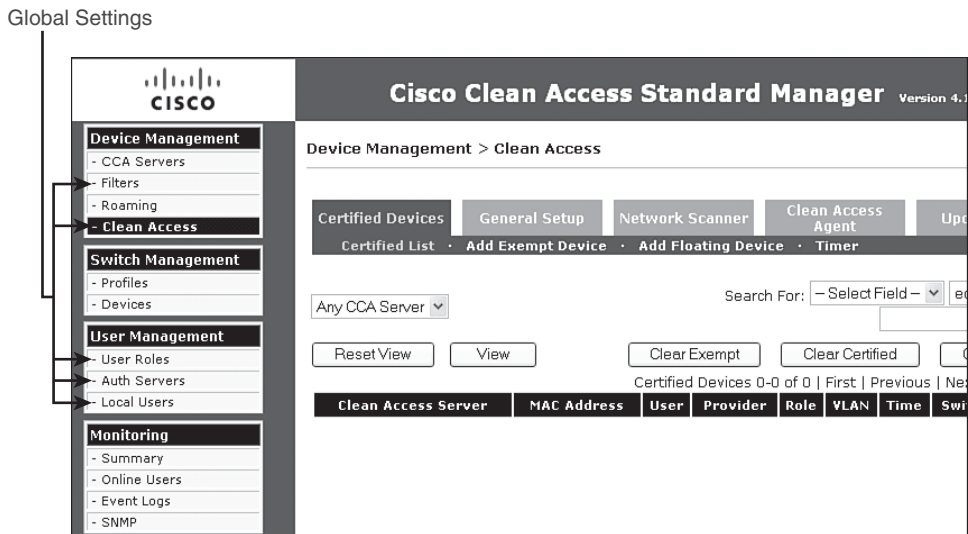 Global Settings
CISCO
Cisco Clean Access Standard Manager Version 4.1
Device Management
- CCA Servers
- Filters
- Roaming
- Clean Access
Switch Management
- Profiles
- Devices
User Management
- User Roles
- Auth Servers
- Local Users
Monitoring
- Summary
- Online Users
- Event Logs
- SNMP
Device Management > Clean Access
Certified Devices General Setup Network Scanner Clean Access Agent
Certified List · Add Exempt Device · Add Floating Device · Timer
Any CCA Server Search For: – Select Field –
Reset View View Clear Exempt Clear Certified
Certified Devices 0-0 of 0 | First | Previous |
Clean Access Server MAC Address User Provider Role VLAN Time